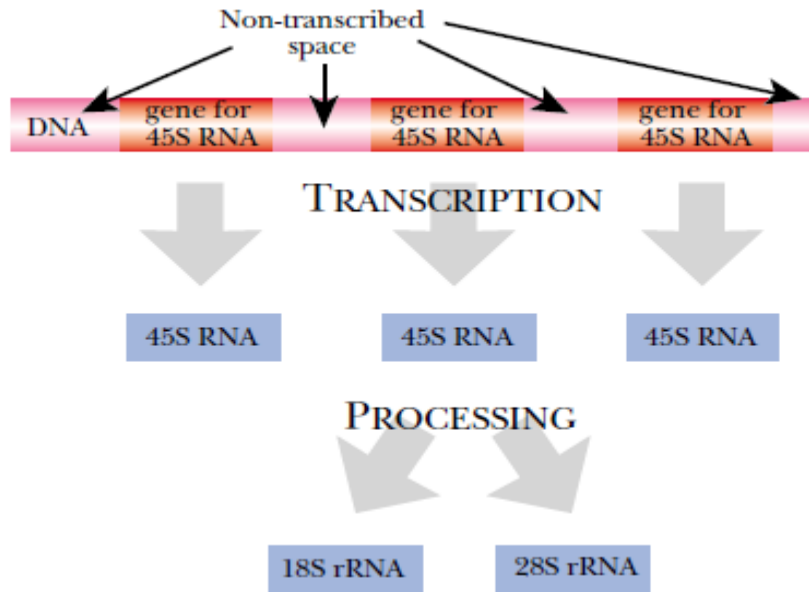 Non-transcribed
space
DNA
gene for
45S RNA
gene for
45S RNA
gene for
45S RNA
TRANSCRIPTION
45S RNA
45S RNA
45S RNA
PROCESSING
18S rRNA
28S rRNA